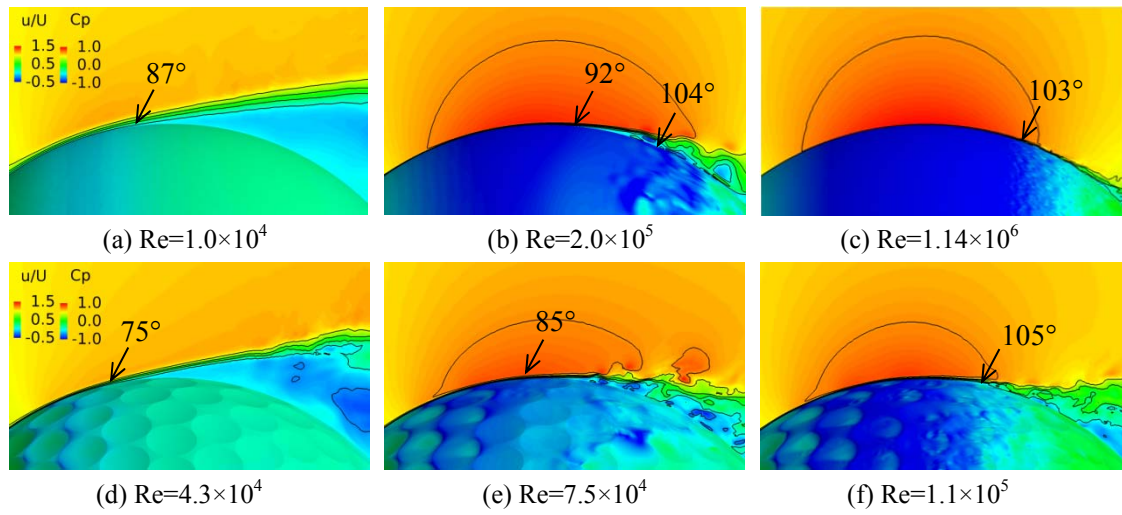 u/U Cp
1.5 1.0
0.5 0.0
-0.5 -1.0
87°
92°
104°
103°
(a) Re=1.0×10⁴
(b) Re=2.0×10⁵
(c) Re=1.14×10⁶
u/U Cp
1.5 1.0
0.5 0.0
-0.5 -1.0
75°
85°
105°
(d) Re=4.3×10⁴
(e) Re=7.5×10⁴
(f) Re=1.1×10⁵